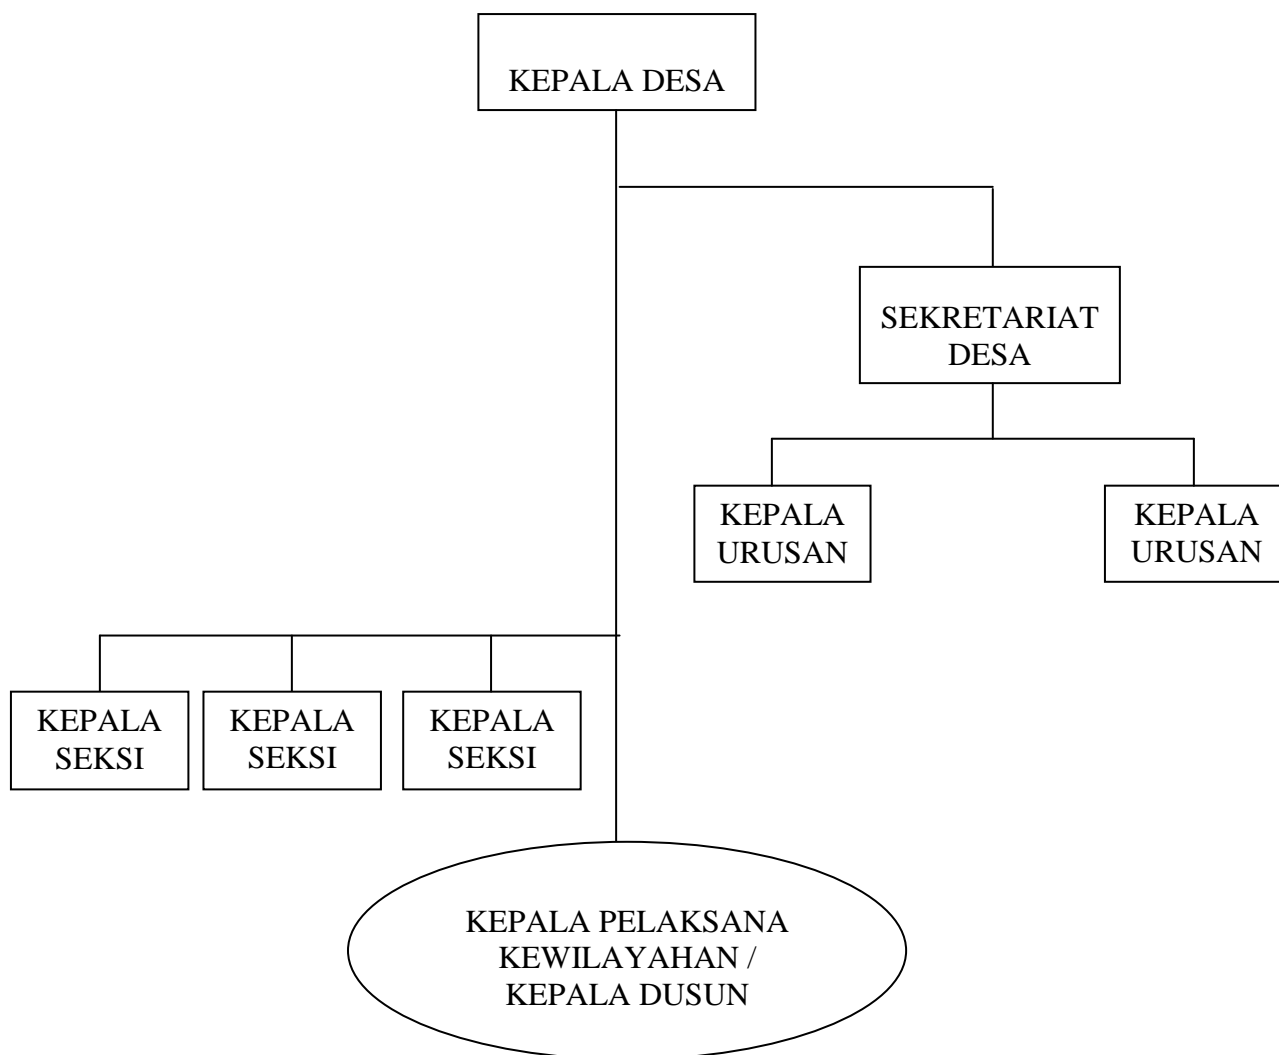 KEPALA DESA
SEKRETARIAT
DESA
KEPALA
URUSAN
KEPALA
URUSAN
KEPALA
SEKSI
KEPALA
SEKSI
KEPALA
SEKSI
KEPALA PELAKSANA
KEWILAYAHAN /
KEPALA DUSUN